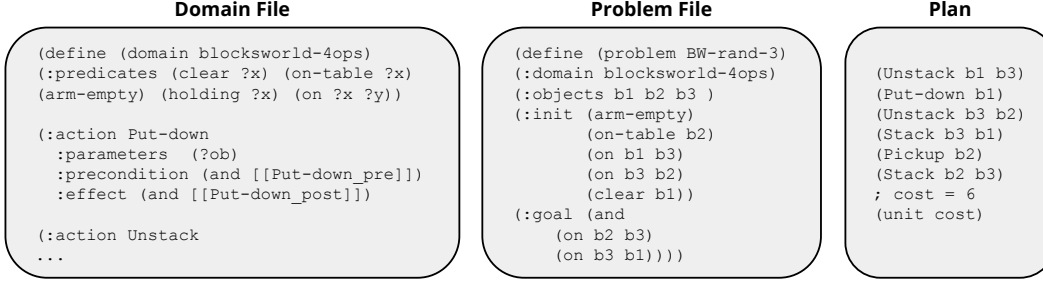 Domain File
(define (domain blocksworld-4ops)
(:predicates (clear ?x) (on-table ?x)
(arm-empty) (holding ?x) (on ?x ?y))
(:action Put-down
:parameters (?ob)
:precondition (and [[Put-down_pre]])
:effect (and [[Put-down_post]])
(:action Unstack
...
Problem File
(define (problem BW-rand-3)
(:domain blocksworld-4ops)
(:objects b1 b2 b3 )
(:init (arm-empty)
(on-table b2)
(on b1 b3)
(on b3 b2)
(clear b1))
(:goal (and
(on b2 b3)
(on b3 b1))))
Plan
(Unstack b1 b3)
(Put-down b1)
(Unstack b3 b2)
(Stack b3 b1)
(Pickup b2)
(Stack b2 b3)
; cost = 6
(unit cost)